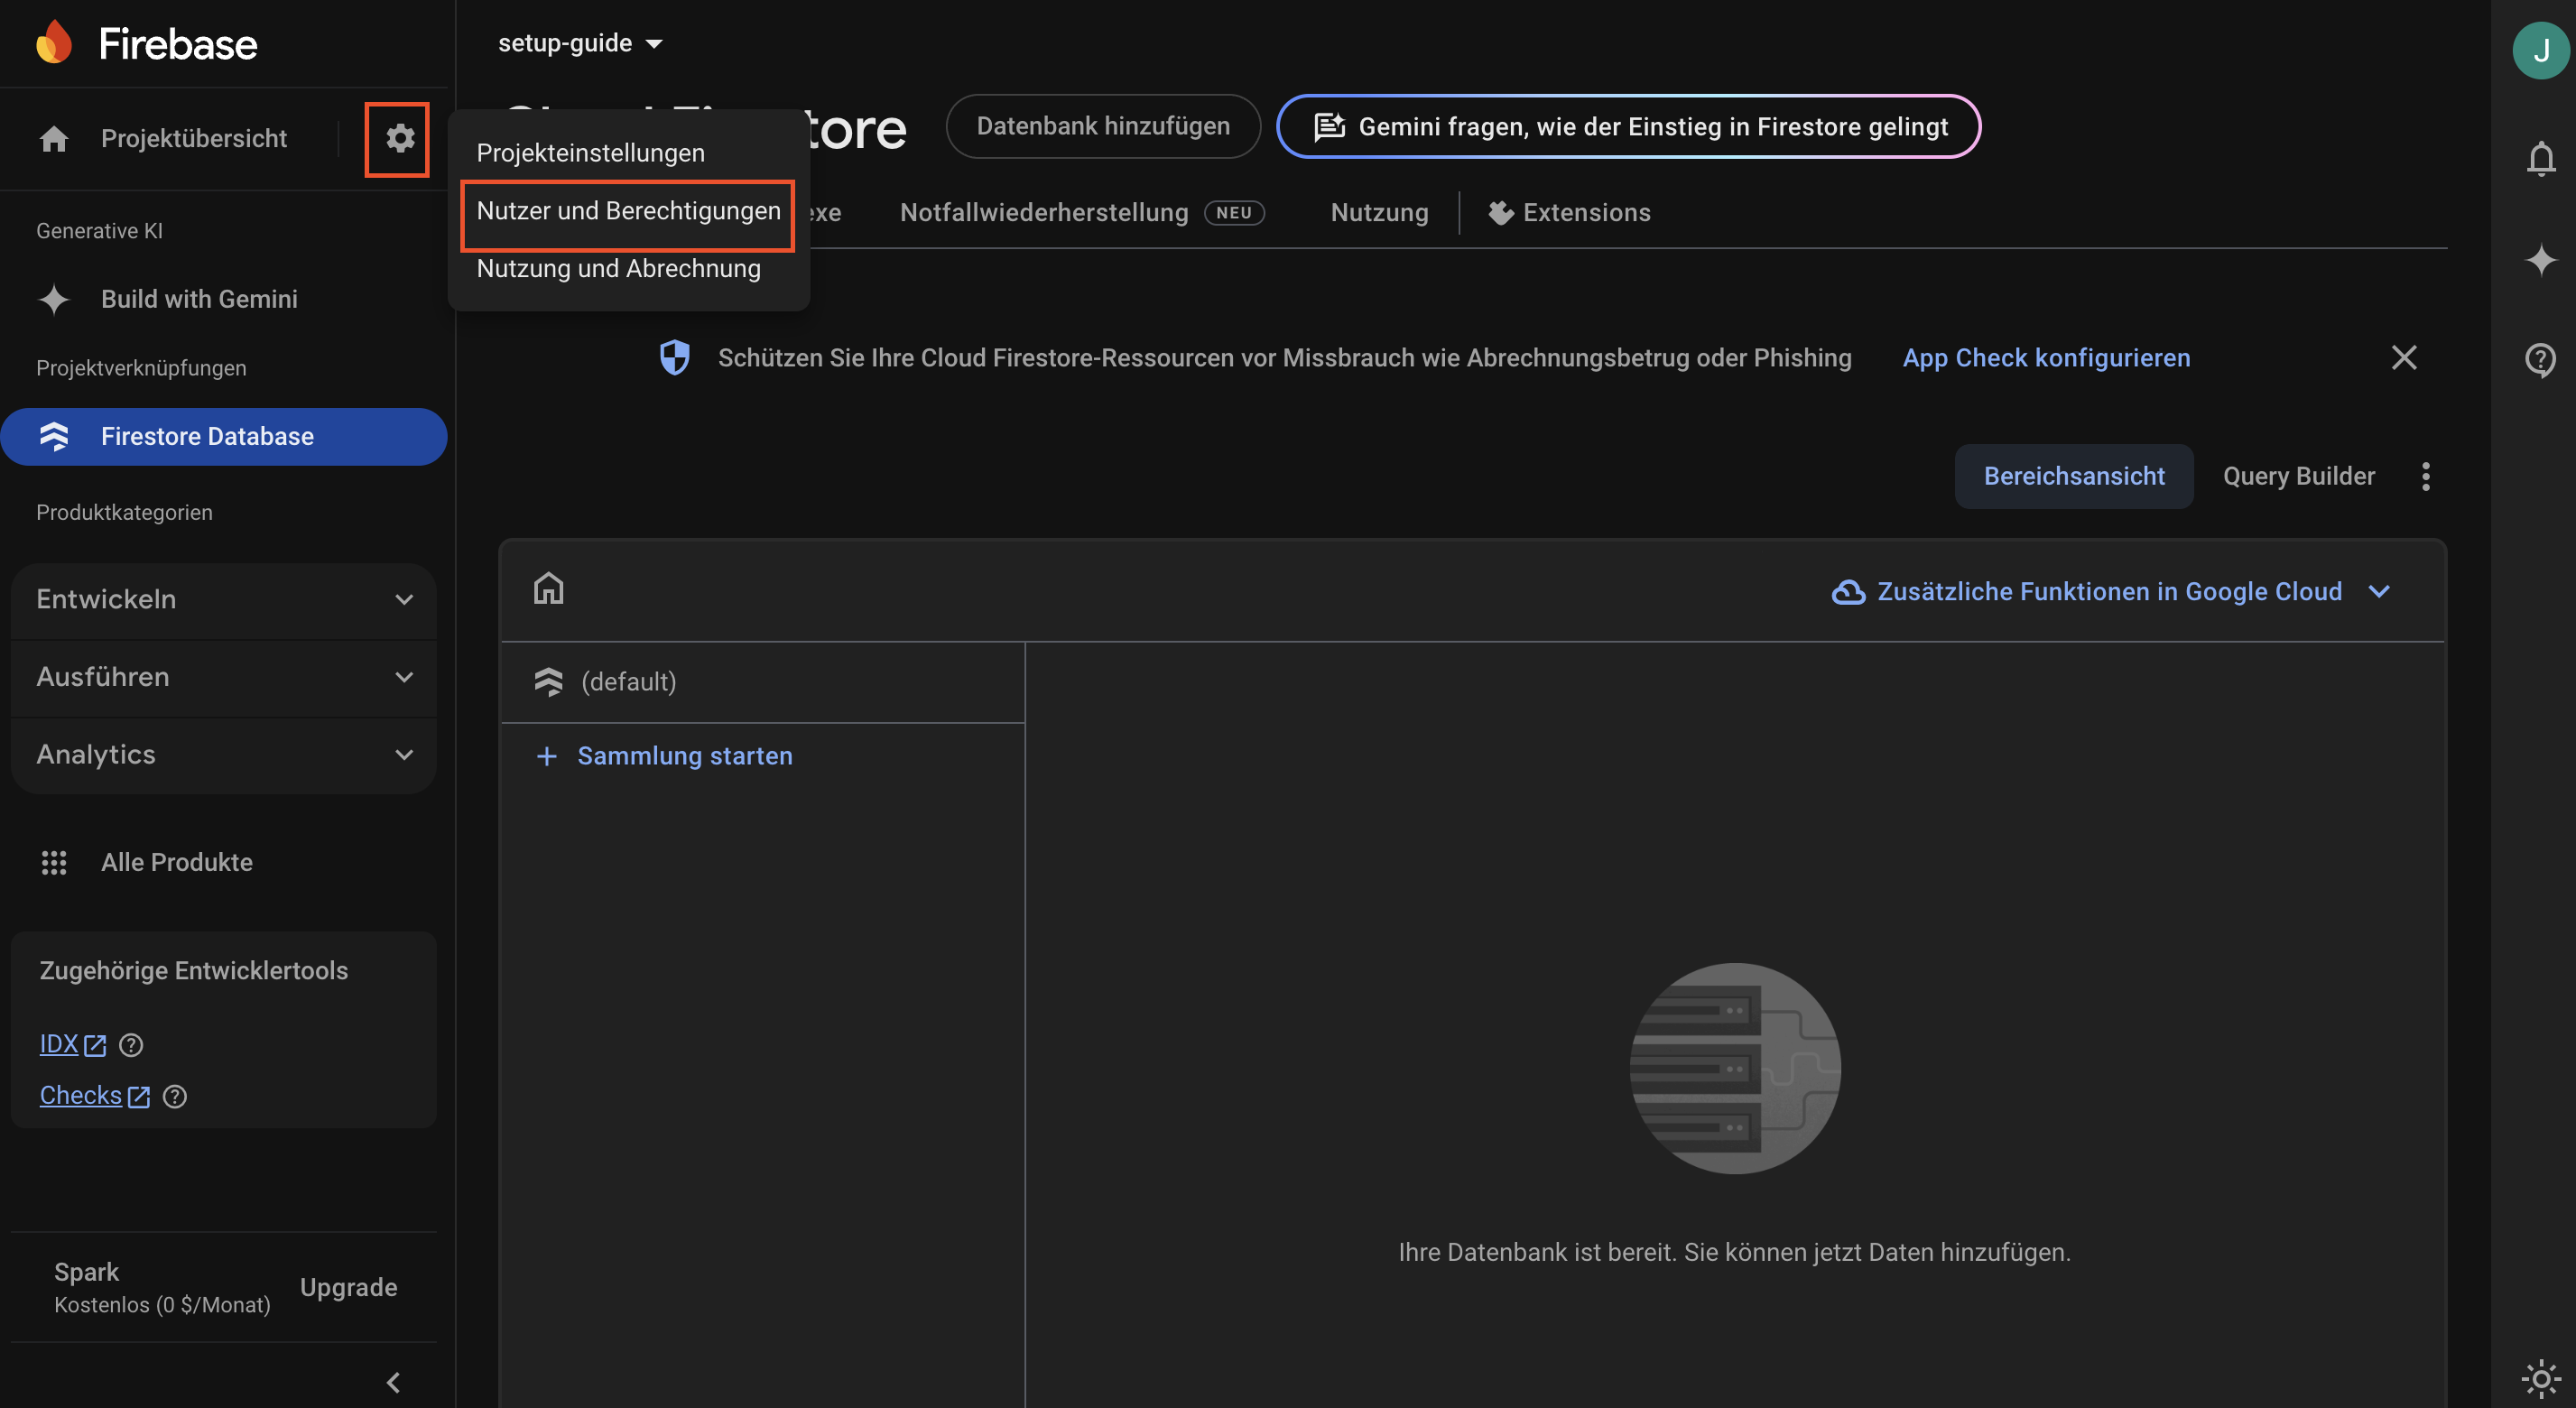 Firebase
Projektübersicht
Generative KI
Build with Gemini
Projektverknüpfungen
Firestore Database
Produktkategorien
Entwickeln
Ausführen
Analytics
Alle Produkte
Zugehörige Entwicklertools
IDX
Checks
Spark
Kostenlos (0 $/Monat)
Upgrade
Projekteinstellungen
Nutzer und Berechtigungen
Nutzung und Abrechnung
setup-guide
Datenbank hinzufügen
Gemini fragen, wie der Einstieg in Firestore gelingt
Notfallwiederherstellung NEU
Nutzung
Extensions
Schützen Sie Ihre Cloud Firestore-Ressourcen vor Missbrauch wie Abrechnungsbetrug oder Phishing
App Check konfigurieren
Bereichsansicht
Query Builder
Zusätzliche Funktionen in Google Cloud
(default)
+ Sammlung starten
Ihre Datenbank ist bereit. Sie können jetzt Daten hinzufügen.
J